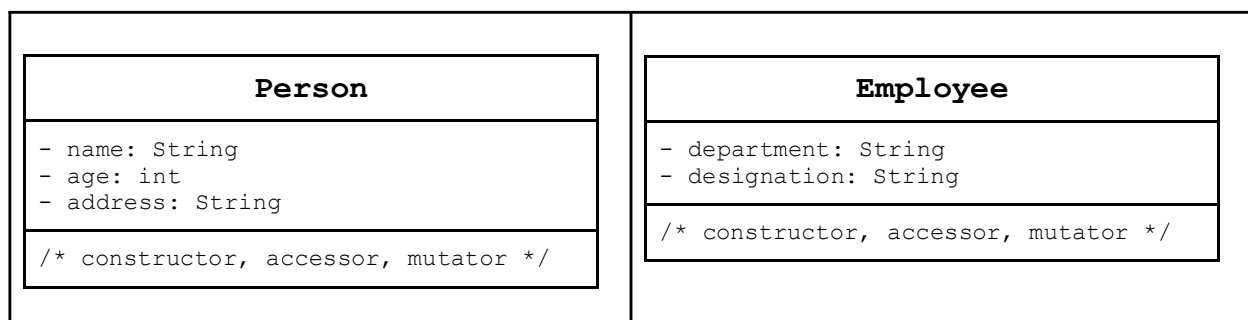 Person
- name: String
- age: int
- address: String
/* constructor, accessor, mutator */
Employee
- department: String
- designation: String
/* constructor, accessor, mutator */